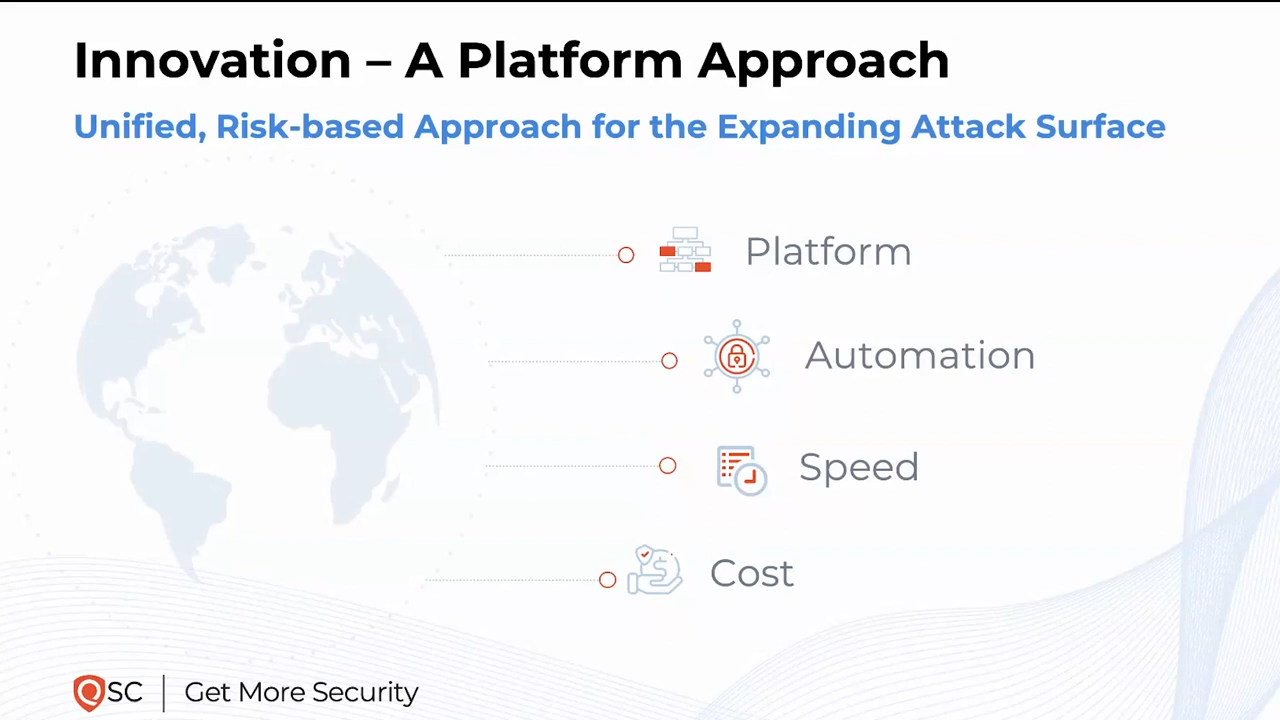 Innovation – A Platform Approach
Unified, Risk-based Approach for the Expanding Attack Surface
Platform
Automation
Speed
Cost
QSC | Get More Security